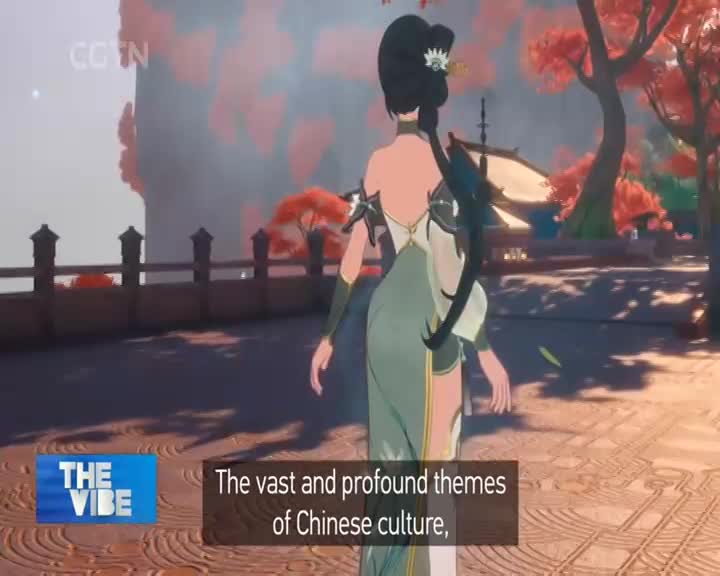 CGTN
THE
VIBE
The vast and profound themes
of Chinese culture,